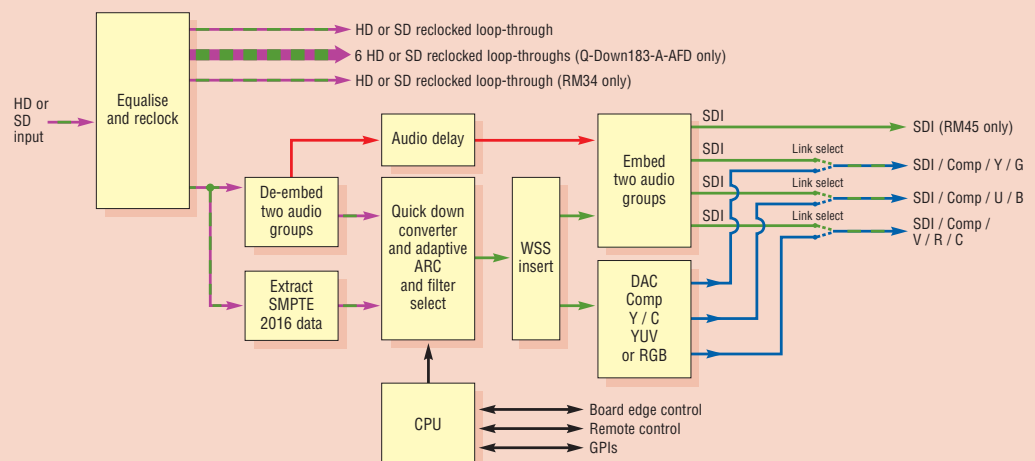 HD or SD reclocked loop-through
6 HD or SD reclocked loop-throughs (Q-Down183-A-AFD only)
HD or SD reclocked loop-through (RM34 only)
HD or
SD
input
Equalise
and reclock
Audio delay
De-embed
two audio
groups
Extract
SMPTE
2016 data
Quick down
converter
and adaptive
ARC
and filter
select
WSS
insert
Embed
two audio
groups
DAC
Comp
Y / C
YUV
or RGB
SDI
SDI (RM45 only)
SDI
Link select
SDI / Comp / Y / G
SDI
Link select
SDI / Comp / U / B
SDI
Link select
SDI / Comp /
V / R / C
CPU
Board edge control
Remote control
GPIs